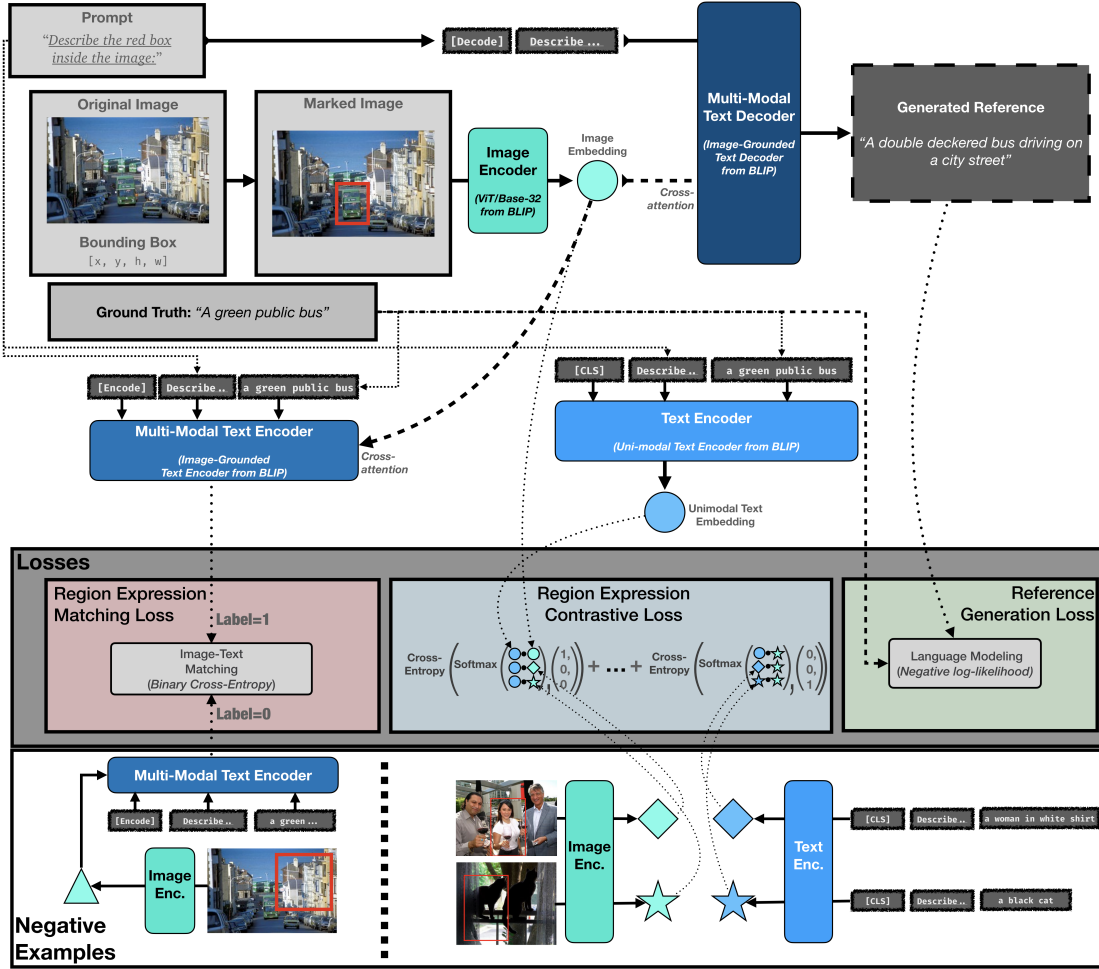 Prompt
“Describe the red box
inside the image:”
[Decode]
Describe...
Original Image
Bounding Box
[x, y, h, w]
Marked Image
Image
Encoder
(ViT/Base-32
from BLIP)
Image
Embedding
Cross-
attention
Multi-Modal
Text Decoder
(Image-Grounded
Text Decoder
from BLIP)
Generated Reference
“A double deckered bus driving on
a city street”
Ground Truth: “A green public bus”
[Encode]
Describe..
a green public bus
Multi-Modal Text Encoder
(Image-Grounded
Text Encoder from BLIP)
Cross-
attention
[CLS]
Describe..
a green public bus
Text Encoder
(Uni-modal Text Encoder from BLIP)
Unimodal Text
Embedding
Losses
Region Expression
Matching Loss
Label=1
Image-Text
Matching
(Binary Cross-Entropy)
Label=0
Region Expression
Contrastive Loss
Cross-
Entropy
(Softmax
(
)
,
(1,
0,
0))
+ ... +
Cross-
Entropy
(Softmax
(
)
,
(0,
0,
1))
Reference
Generation Loss
Language Modeling
(Negative log-likelihood)
Multi-Modal Text Encoder
[Encode]
Describe..
a green...
Image
Enc.
Negative
Examples
Image
Enc.
Text
Enc.
[CLS]
Describe..
a woman in white shirt
[CLS]
Describe..
a black cat